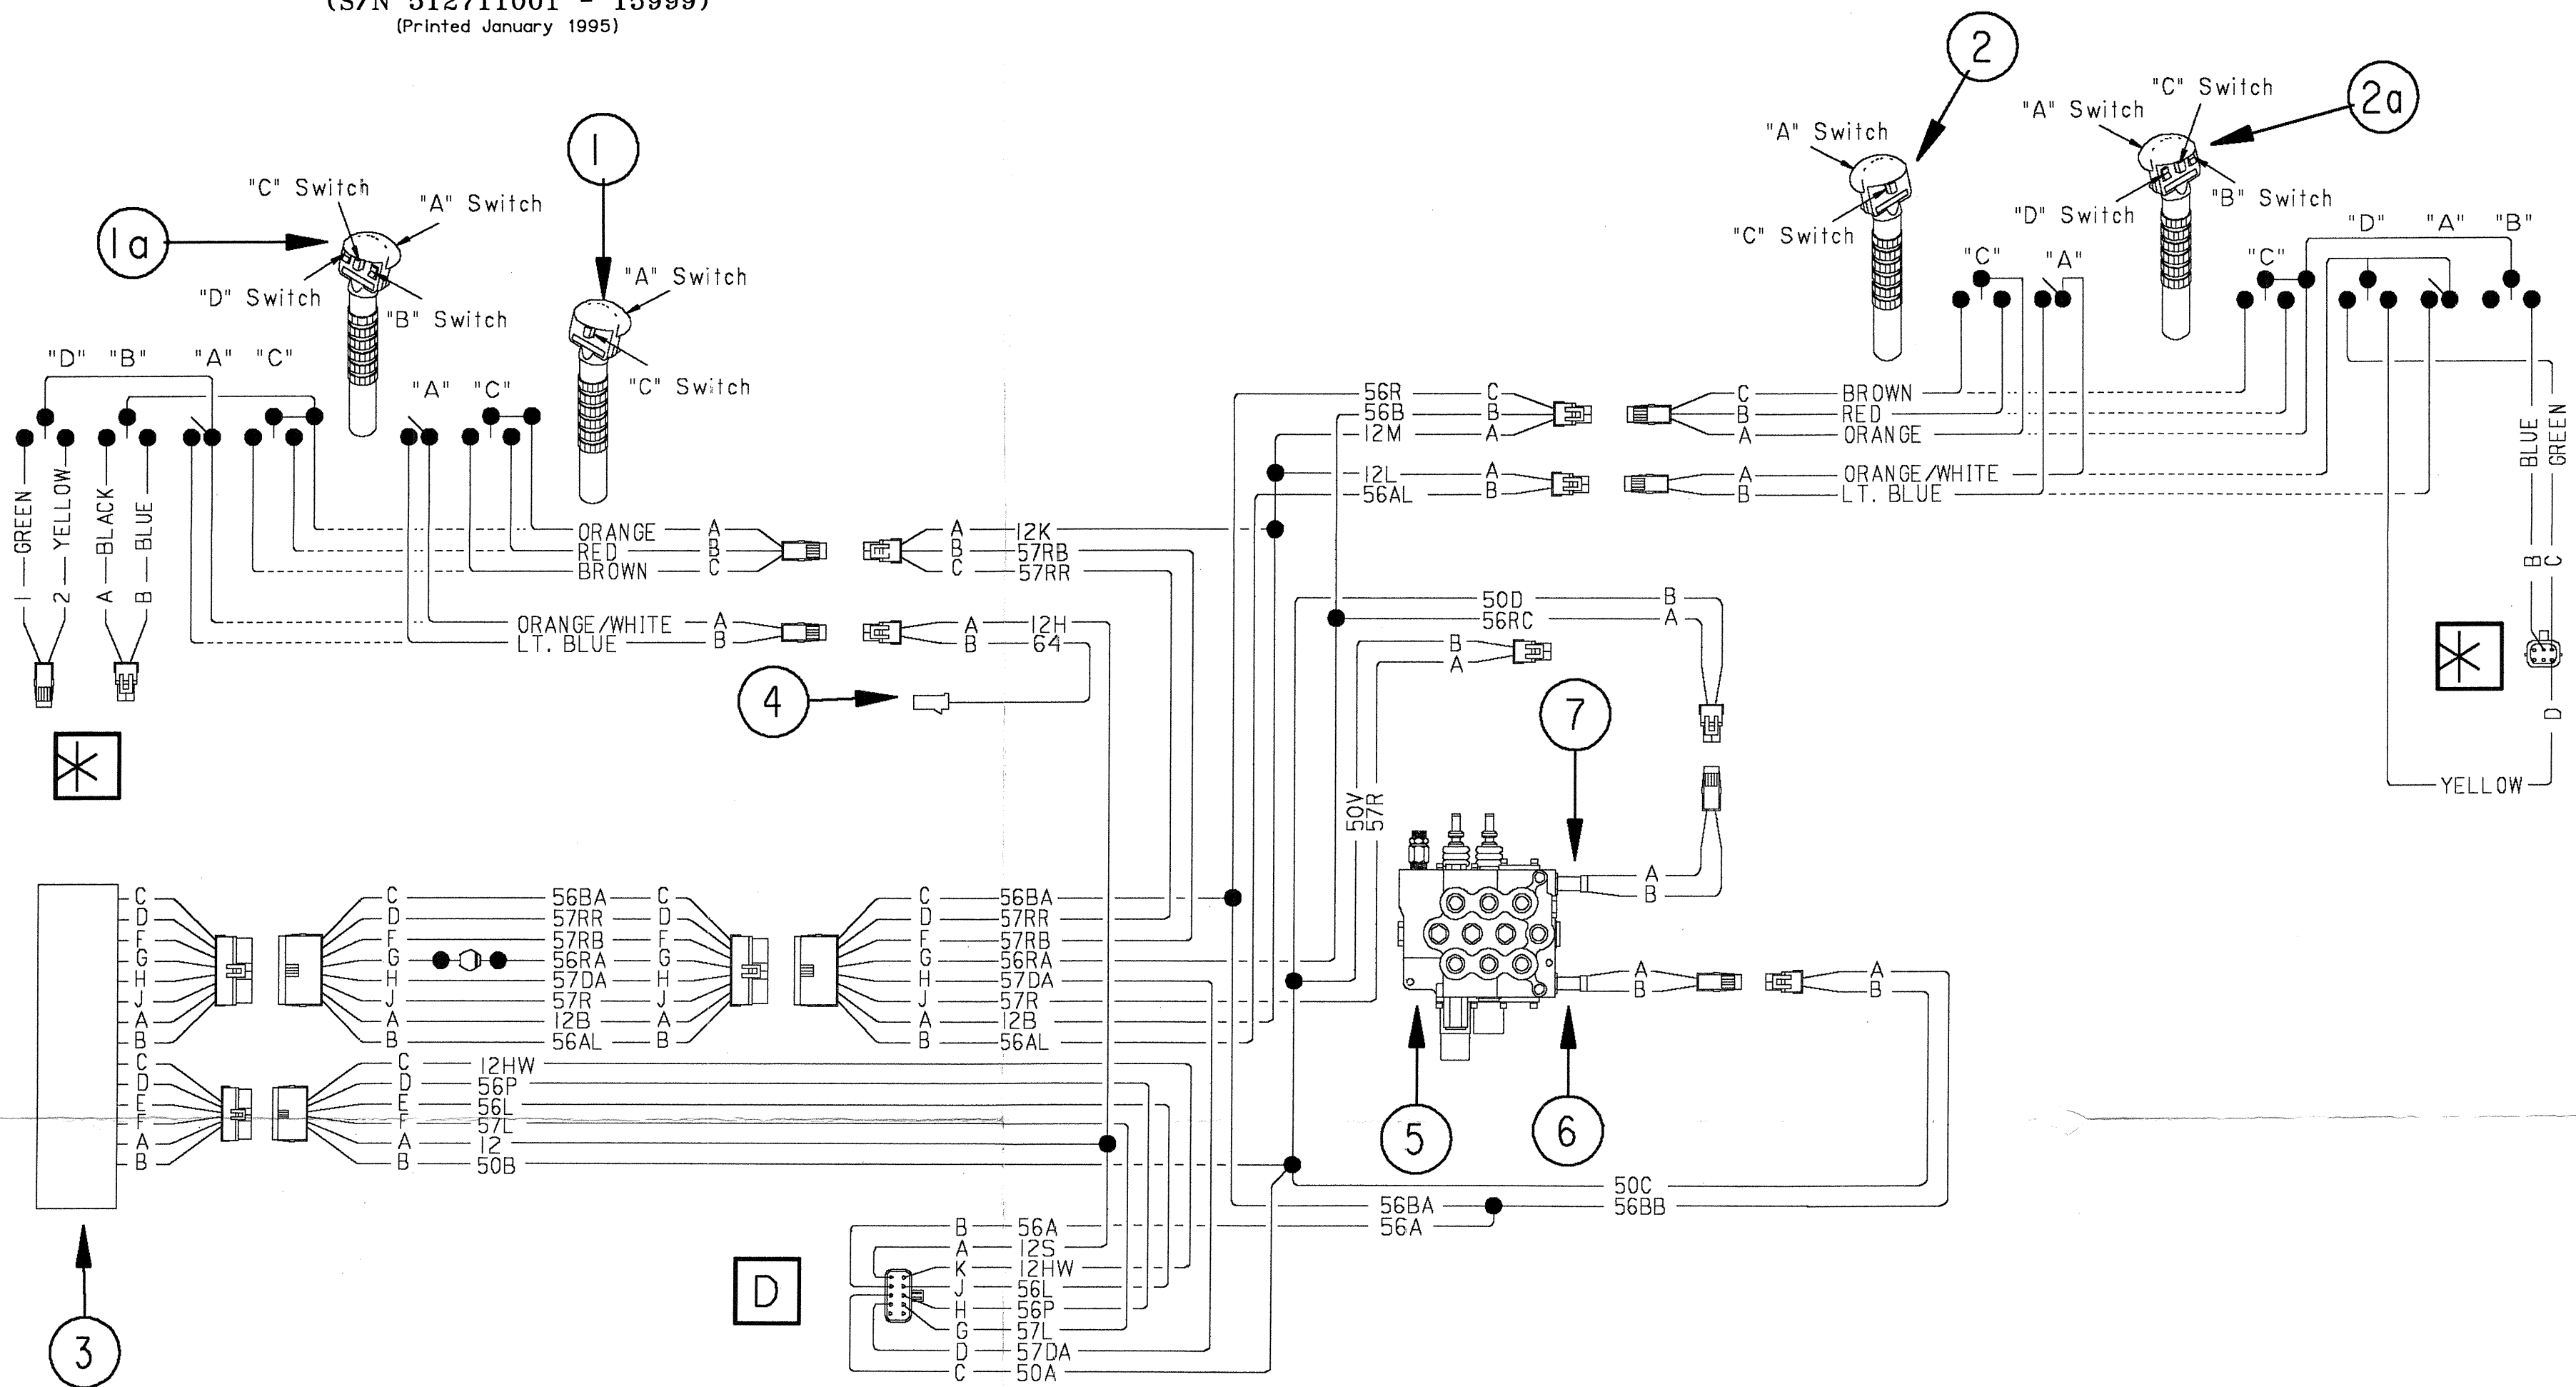 (S/N 512711001 - 15999)
(Printed January 1995)
2
2a
"C" Switch
"A" Switch
"A" Switch
"C" Switch
"D" Switch
"B" Switch
1
1a
"C" Switch
"A" Switch
"D" Switch
"B" Switch
"A" Switch
"C" Switch
"D" "B" "A" "C"
"A" "C"
"C" "A"
"C" "D" "A" "B"
1 GREEN
2 YELLOW
A BLACK
B BLUE
ORANGE A
RED B
BROWN C
A 12K
B 57RB
C 57RR
ORANGE/WHITE A
LT. BLUE B
A 12H
B 64
4
56R C
56B B
12M A
C BROWN
B RED
A ORANGE
12L A
56AL B
A ORANGE/WHITE
B LT. BLUE
BLUE
GREEN
B
C
D
YELLOW
50D B
56RC A
B
A
50V
57R
7
A
B
A
B
A
B
5
6
50C
56BB
56BA
56A
3
C
D
F
G
H
J
A
B
C
D
E
F
A
B
C 56BA C
D 57RR D
F 57RB F
G 56RA G
H 57DA H
J 57R J
A 12B A
B 56AL B
C 56BA
D 57RR
F 57RB
G 56RA
H 57DA
J 57R
A 12B
B 56AL
C 12HW
D 56P
E 56L
F 57L
A 12
B 50B
D
B 56A
A 12S
K 12HW
J 56L
H 56P
G 57L
D 57DA
C 50A